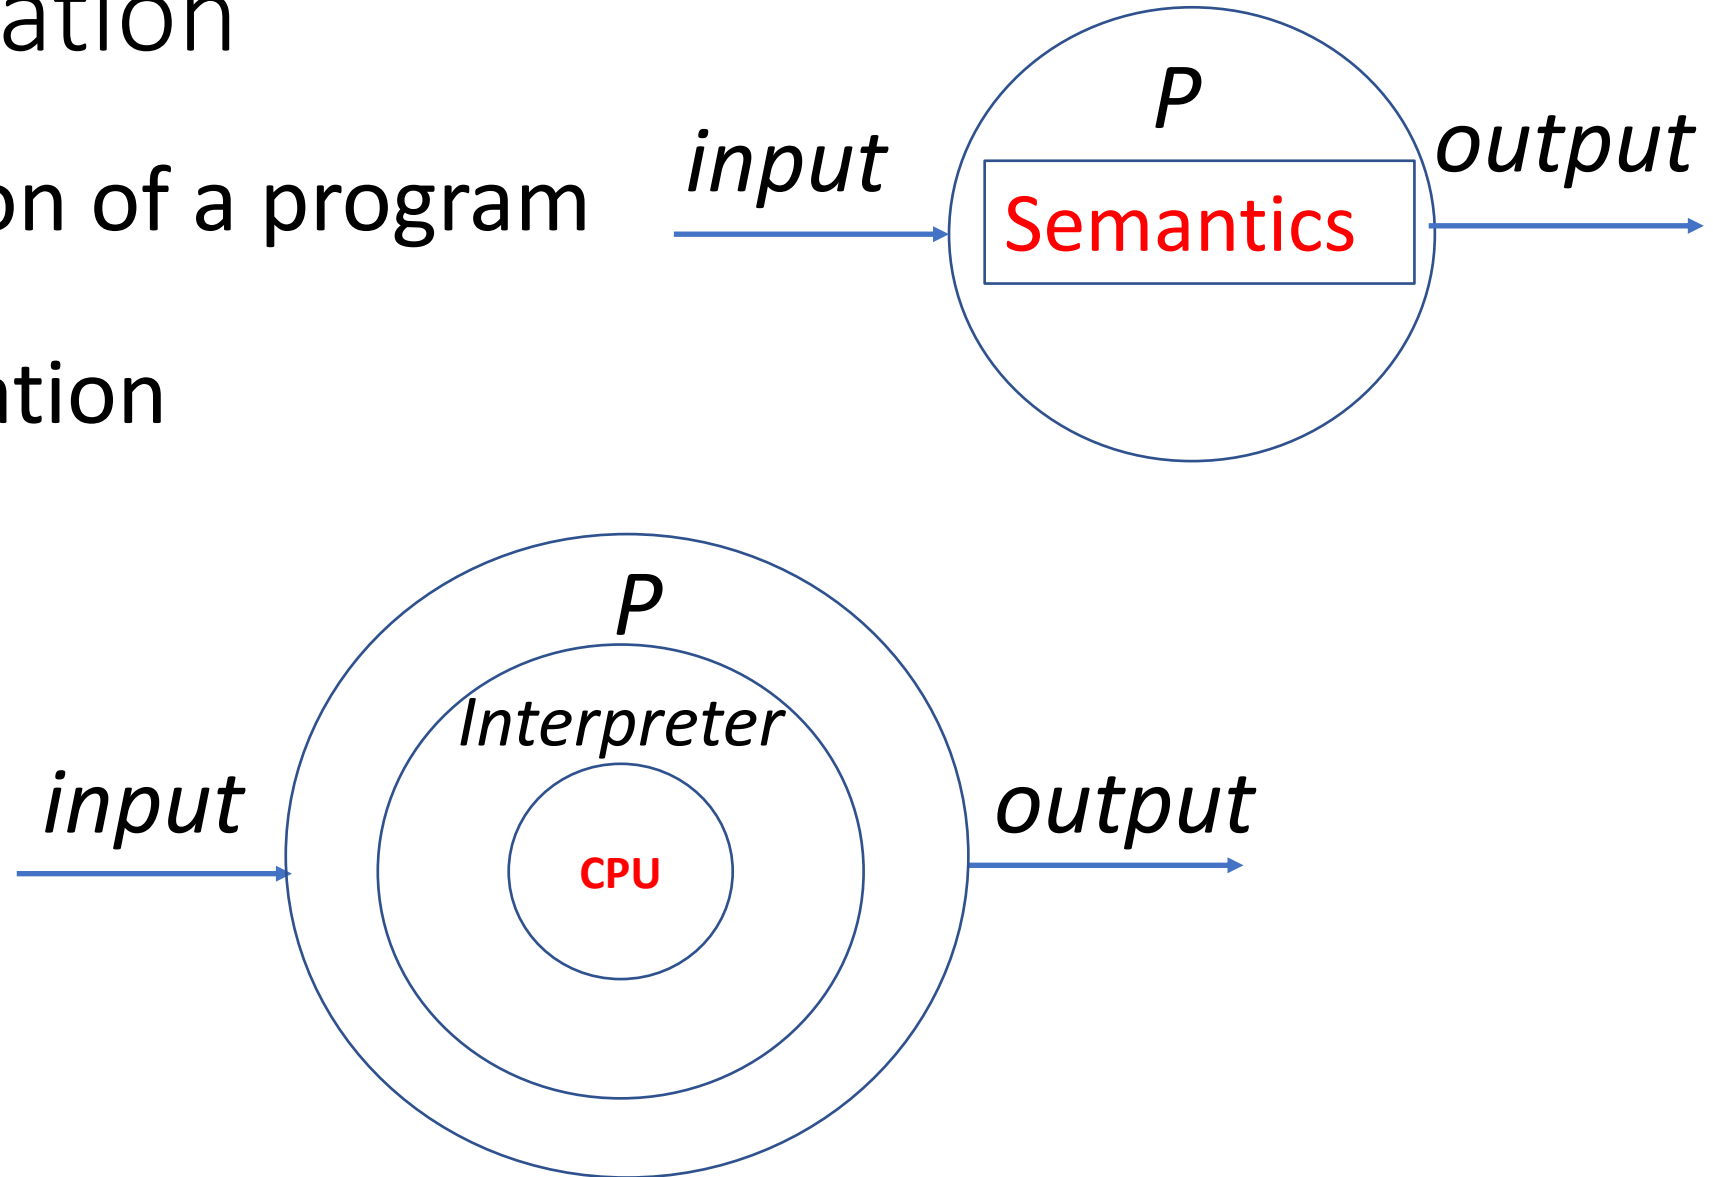 ation
on of a program
ation
input
P
Semantics
output
P
Interpreter
CPU
input
output